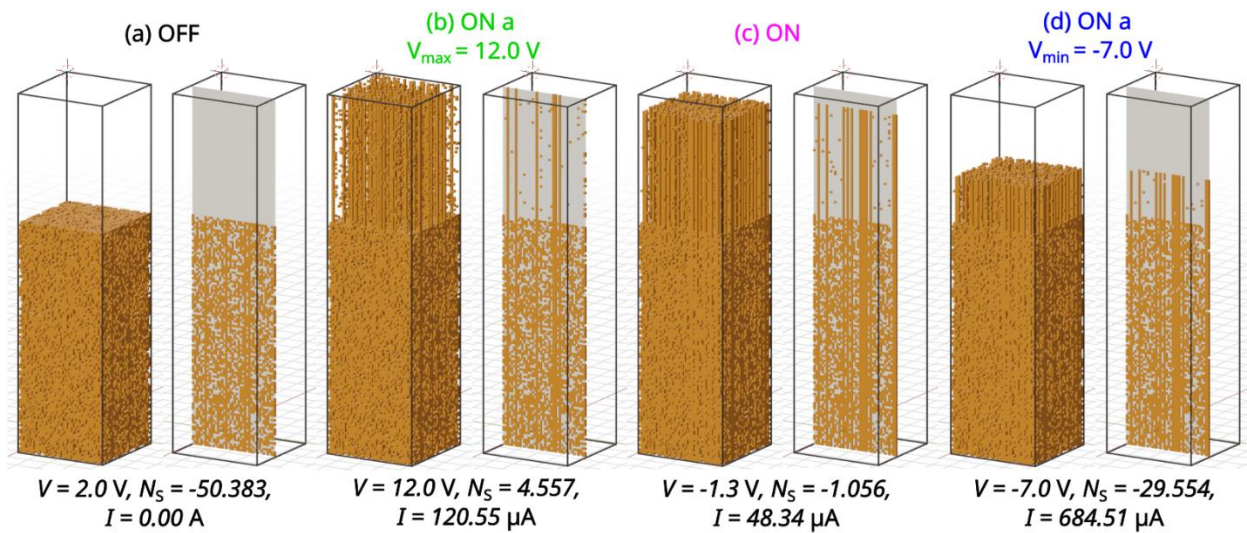 (a) OFF
(b) ON a
Vmax = 12.0 V
(c) ON
(d) ON a
Vmin = -7.0 V
V = 2.0 V, NS = -50.383,
I = 0.00 A
V = 12.0 V, NS = 4.557,
I = 120.55 µA
V = -1.3 V, NS = -1.056,
I = 48.34 µA
V = -7.0 V, NS = -29.554,
I = 684.51 µA